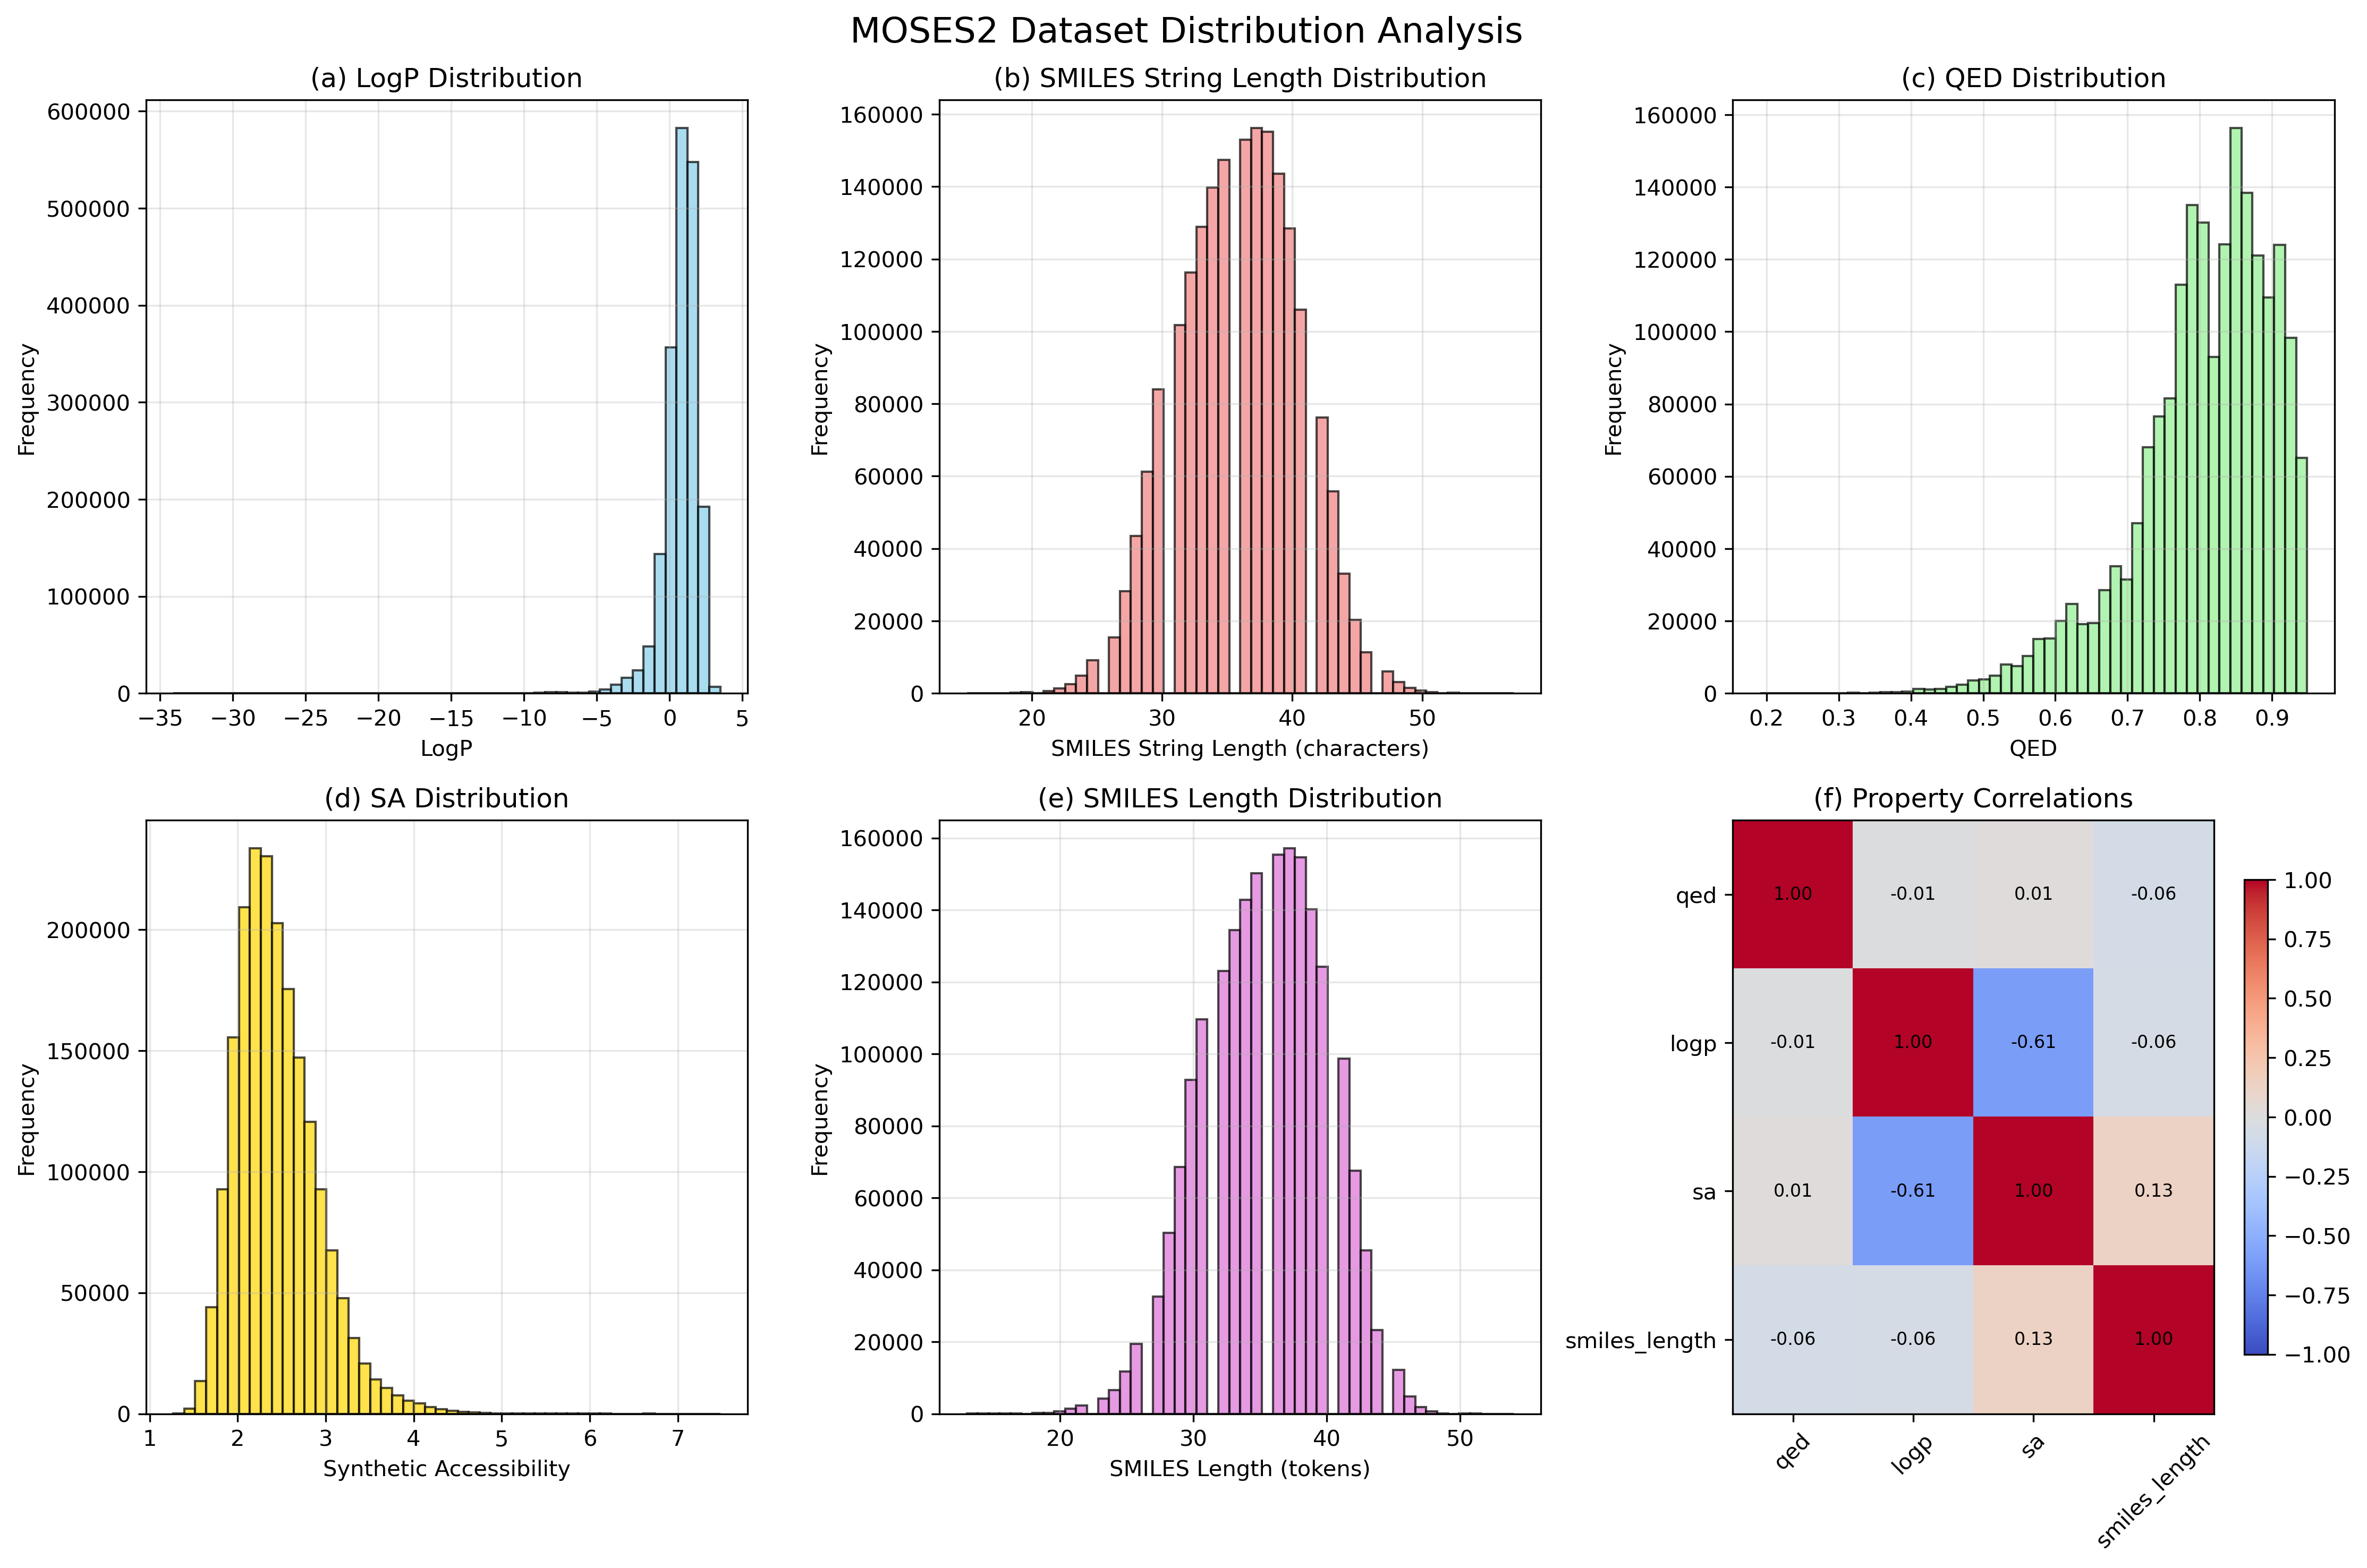 MOSES2 Dataset Distribution Analysis
(a) LogP Distribution
600000
500000
400000
300000
200000
100000
0
Frequency
−35 −30 −25 −20 −15 −10 −5 0 5
LogP
(b) SMILES String Length Distribution
160000
140000
120000
100000
80000
60000
40000
20000
0
Frequency
20 30 40 50
SMILES String Length (characters)
(c) QED Distribution
160000
140000
120000
100000
80000
60000
40000
20000
0
Frequency
0.2 0.3 0.4 0.5 0.6 0.7 0.8 0.9
QED
(d) SA Distribution
200000
150000
100000
50000
0
Frequency
1 2 3 4 5 6 7
Synthetic Accessibility
(e) SMILES Length Distribution
160000
140000
120000
100000
80000
60000
40000
20000
0
Frequency
20 30 40 50
SMILES Length (tokens)
(f) Property Correlations
qed 1.00 -0.01 0.01 -0.06
logp -0.01 1.00 -0.61 -0.06
sa 0.01 -0.61 1.00 0.13
smiles_length -0.06 -0.06 0.13 1.00
qed logp sa smiles_length
1.00
0.75
0.50
0.25
0.00
−0.25
−0.50
−0.75
−1.00